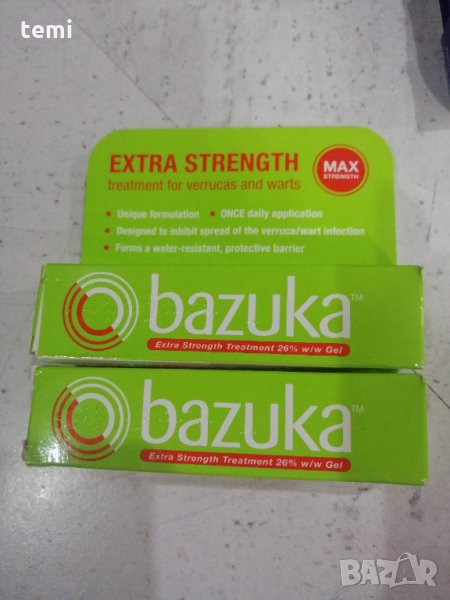 temi
EXTRA STRENGTH
treatment for verrucas and warts
MAX
STRENGTH
• Unique formulation • ONCE daily application
• Designed to inhibit spread of the verruca/wart infection
• Forms a water-resistant, protective barrier
bazuka™
Extra Strength Treatment 26% w/w Gel
bazuka™
Extra Strength Treatment 26% w/w Gel
BAZAR